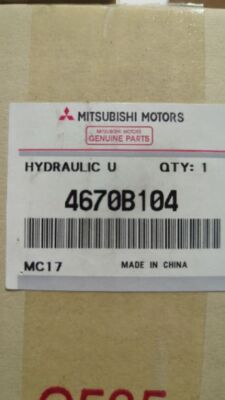 MITSUBISHI MOTORS
MITSUBISHI MOTORS
GENUINE PARTS
HYDRAULIC U QTY: 1
4670B104
MC17 MADE IN CHINA